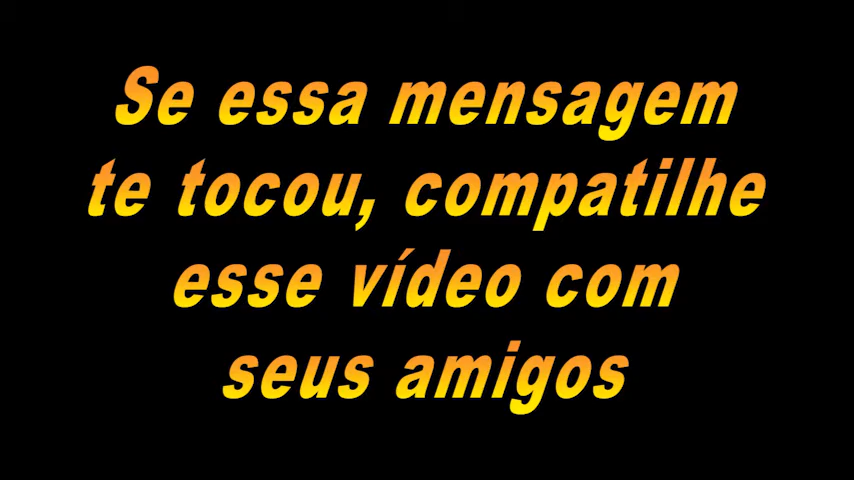 Se essa mensagem
te tocou, compatilhe
esse vídeo com
seus amigos